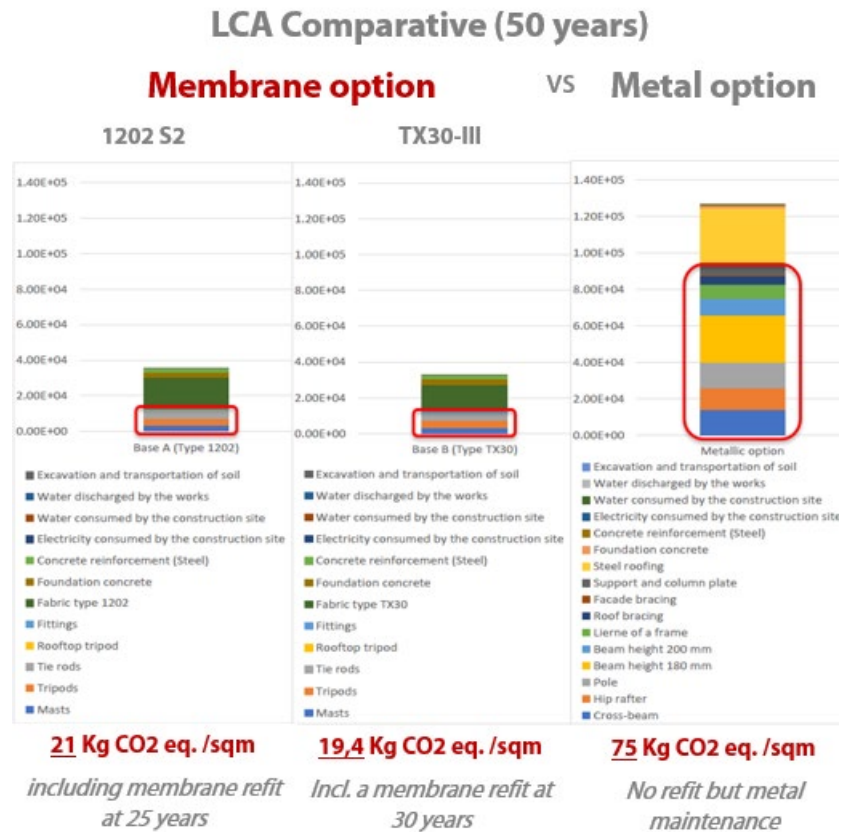 LCA Comparative (50 years)
Membrane option
VS
Metal option
1202 S2
TX30-III
1.40E+05
1.20E+05
1.00E+05
8.00E+04
6.00E+04
4.00E+04
2.00E+04
0.00E+00
Base A (Type 1202)
Excavation and transportation of soil
Water discharged by the works
Water consumed by the construction site
Electricity consumed by the construction site
Concrete reinforcement (Steel)
Foundation concrete
Fabric type 1202
Fittings
Rooftop tripod
Tie rods
Tripods
Masts
1.40E+05
1.20E+05
1.00E+05
8.00E+04
6.00E+04
4.00E+04
2.00E+04
0.00E+00
Base B (Type TX30)
Excavation and transportation of soil
Water discharged by the works
Water consumed by the construction site
Electricity consumed by the construction site
Concrete reinforcement (Steel)
Foundation concrete
Fabric type TX30
Fittings
Rooftop tripod
Tie rods
Tripods
Masts
1.40E+05
1.20E+05
1.00E+05
8.00E+04
6.00E+04
4.00E+04
2.00E+04
0.00E+00
Metallic option
Excavation and transportation of soil
Water discharged by the works
Water consumed by the construction site
Electricity consumed by the construction site
Concrete reinforcement (Steel)
Foundation concrete
Steel roofing
Support and column plate
Facade bracing
Roof bracing
Lierne of a frame
Beam height 200 mm
Beam height 180 mm
Pole
Hip rafter
Cross-beam
21 Kg CO2 eq. /sqm
including membrane refit
at 25 years
19,4 Kg CO2 eq. /sqm
Incl. a membrane refit at
30 years
75 Kg CO2 eq. /sqm
No refit but metal
maintenance